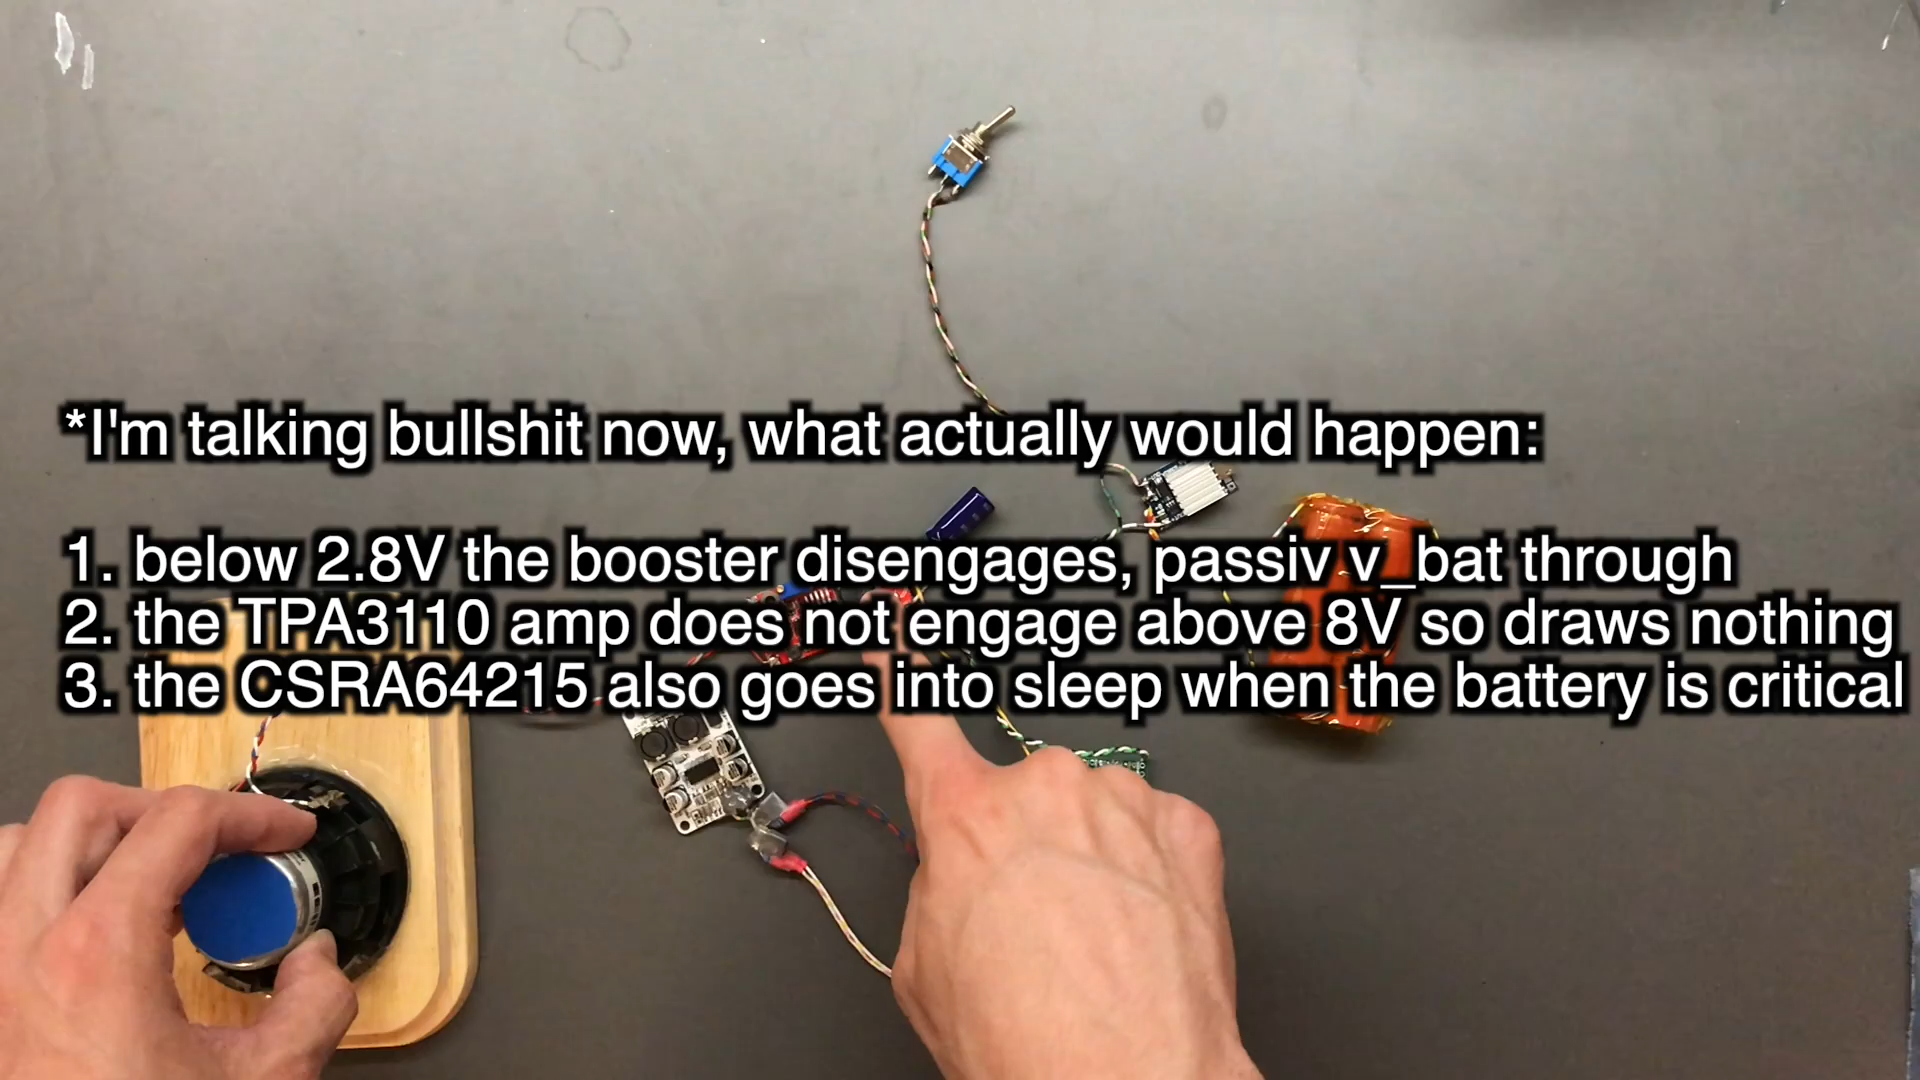 *I'm talking bullshit now, what actually would happen:
1. below 2.8V the booster disengages, passiv v_bat through
2. the TPA3110 amp does not engage above 8V so draws nothing
3. the CSRA64215 also goes into sleep when the battery is critical